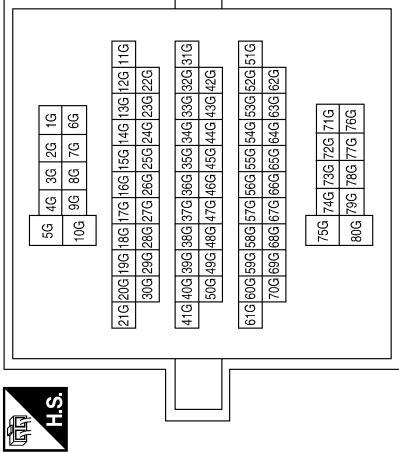 H.S.
5G 4G 3G 2G 1G
10G 9G 8G 7G 6G
21G 20G 19G 18G 17G 16G 15G 14G 13G 12G 11G
30G 29G 28G 27G 26G 25G 24G 23G 22G
41G 40G 39G 38G 37G 36G 35G 34G 33G 32G 31G
50G 49G 48G 47G 46G 45G 44G 43G 42G
61G 60G 59G 58G 57G 56G 55G 54G 53G 52G 51G
70G 69G 68G 67G 66G 65G 64G 63G 62G
75G 74G 73G 72G 71G
80G 79G 78G 77G 76G